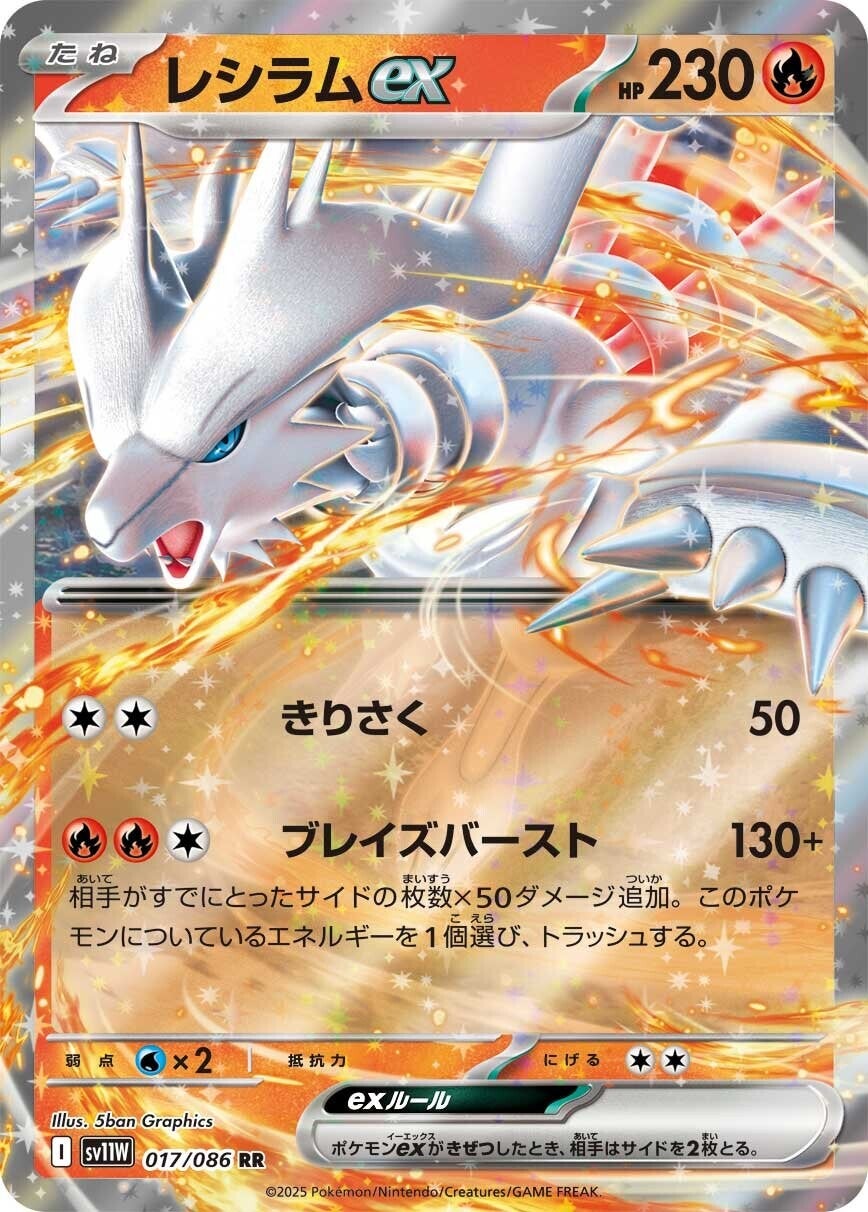 たね レシラムex HP230
きりさく 50
ブレイズバースト 130+
相手がすでにとったサイドの枚数×50ダメージ追加。このポケ
モンについているエネルギーを1個選び、トラッシュする。
弱点 ×2 抵抗力 にげる
exルール
ポケモンexがきぜつしたとき、相手はサイドを2枚とる。
Illus. 5ban Graphics
I sv11W 017/086 RR
©2025 Pokémon/Nintendo/Creatures/GAME FREAK.